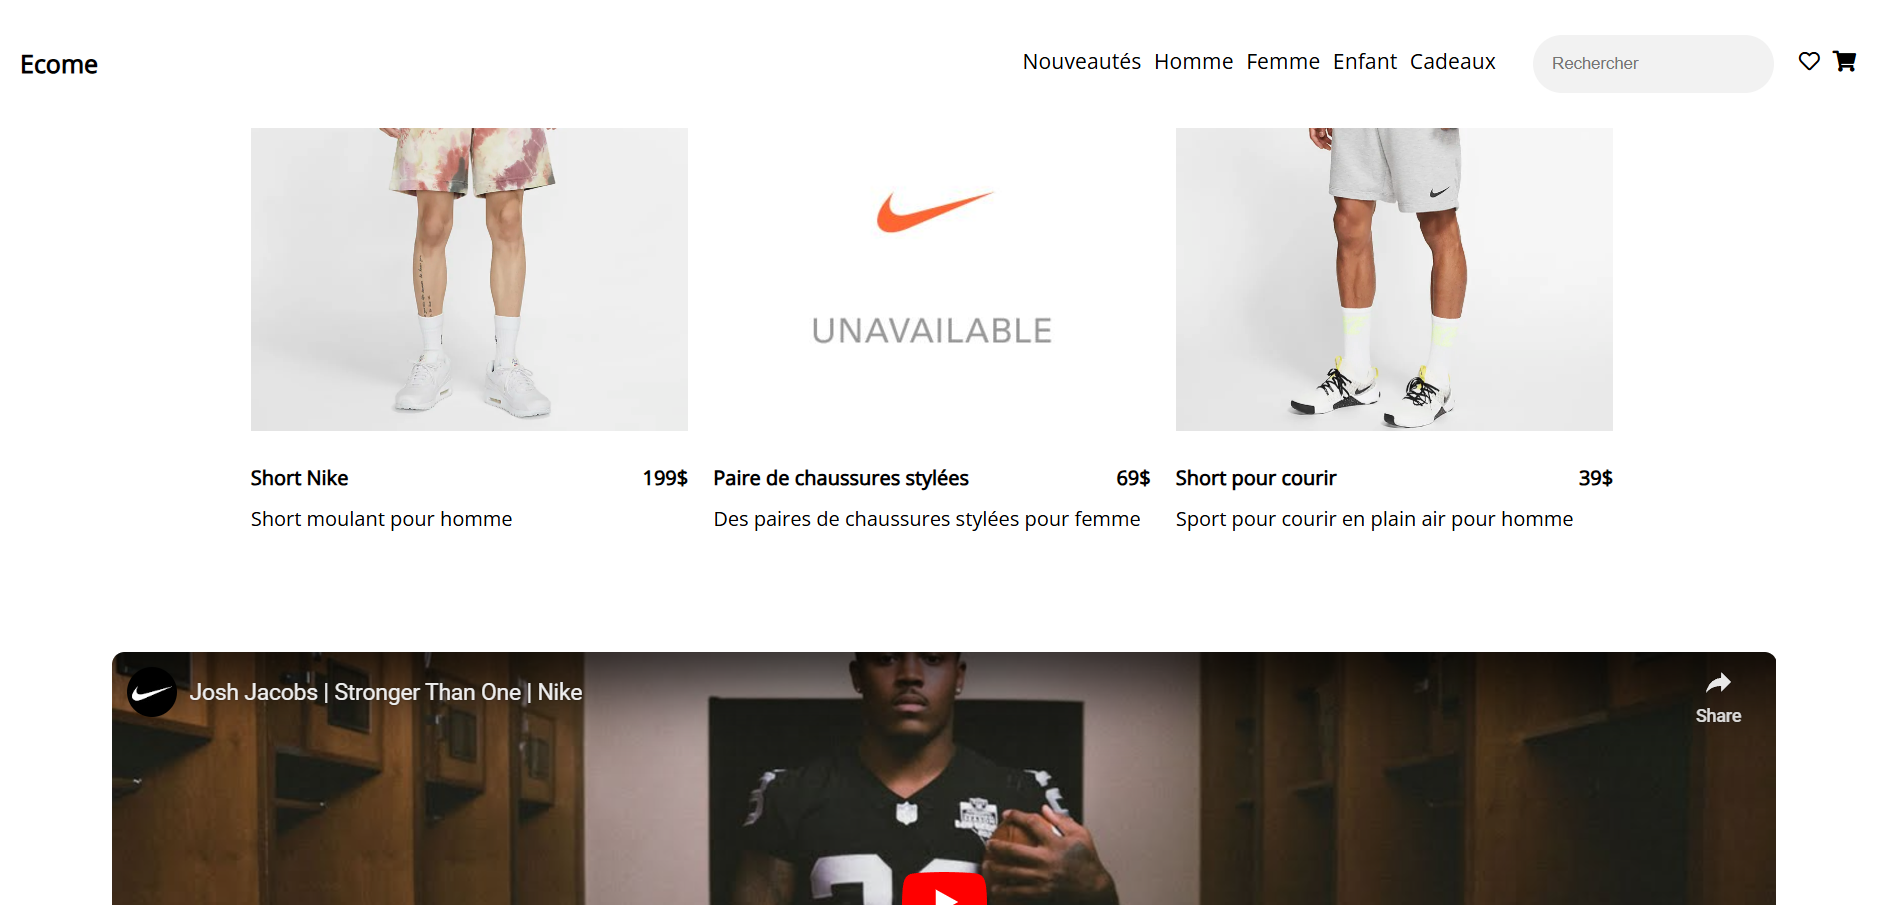 Ecome
Nouveautés Homme Femme Enfant Cadeaux
Rechercher
UNAVAILABLE
Short Nike 199$
Short moulant pour homme
Paire de chaussures stylées 69$
Des paires de chaussures stylées pour femme
Short pour courir 39$
Sport pour courir en plain air pour homme
Josh Jacobs | Stronger Than One | Nike
Share